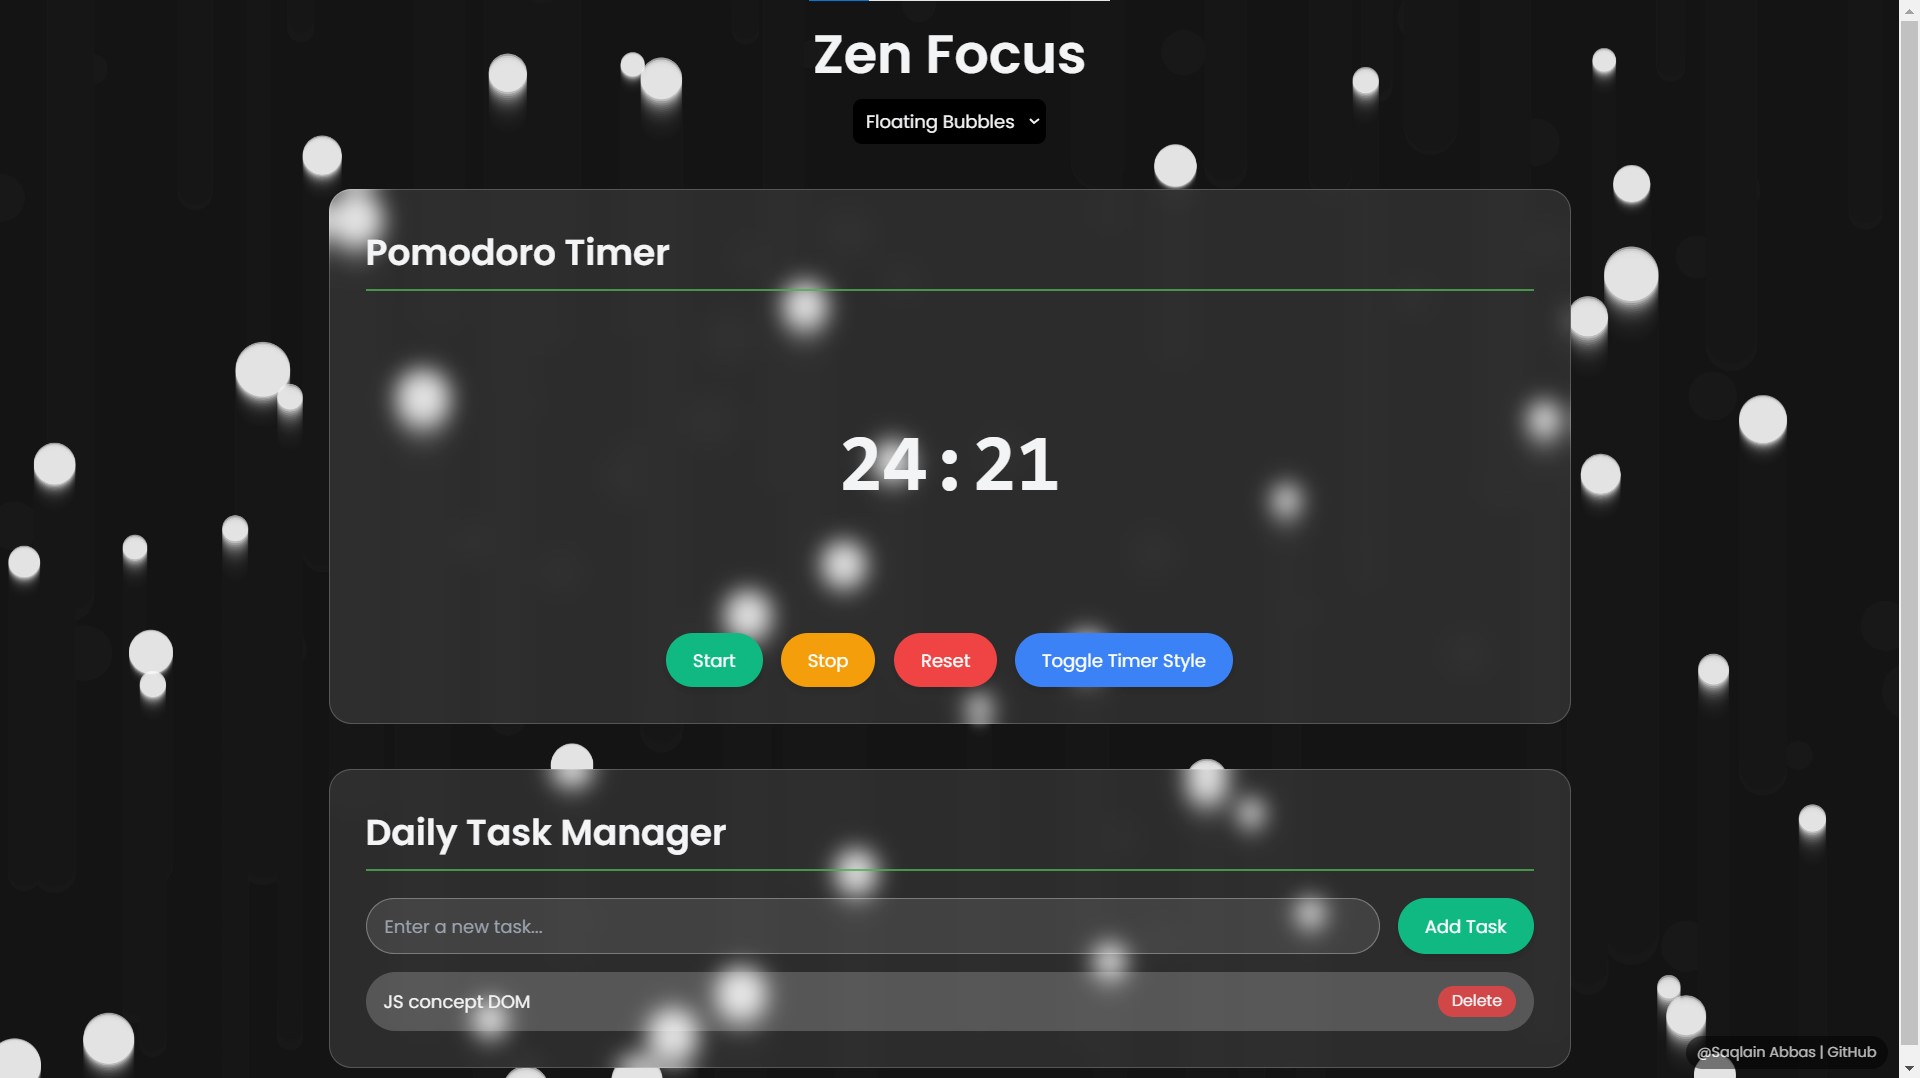 Zen Focus
Floating Bubbles
Pomodoro Timer
24:21
Start Stop Reset Toggle Timer Style
Daily Task Manager
Enter a new task... Add Task
JS concept DOM Delete
@Saqlain Abbas | GitHub